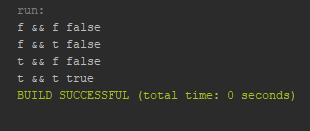 run:
f && f false
f && t false
t && f false
t && t true
BUILD SUCCESSFUL (total time: 0 seconds)